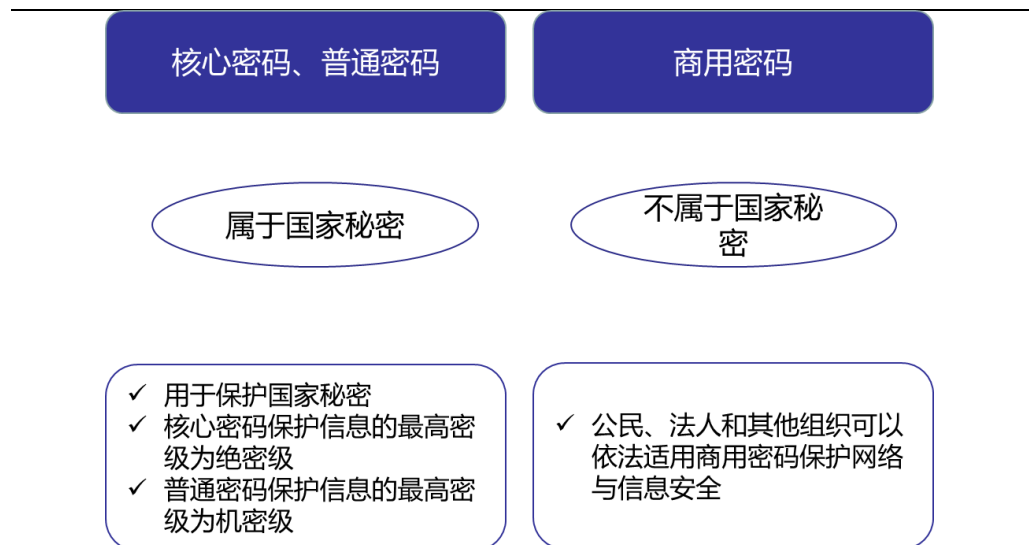 核心密码、普通密码
商用密码
属于国家秘密
不属于国家秘
密
✓ 用于保护国家秘密
✓ 核心密码保护信息的最高密
级为绝密级
✓ 普通密码保护信息的最高密
级为机密级
✓ 公民、法人和其他组织可以
依法适用商用密码保护网络
与信息安全